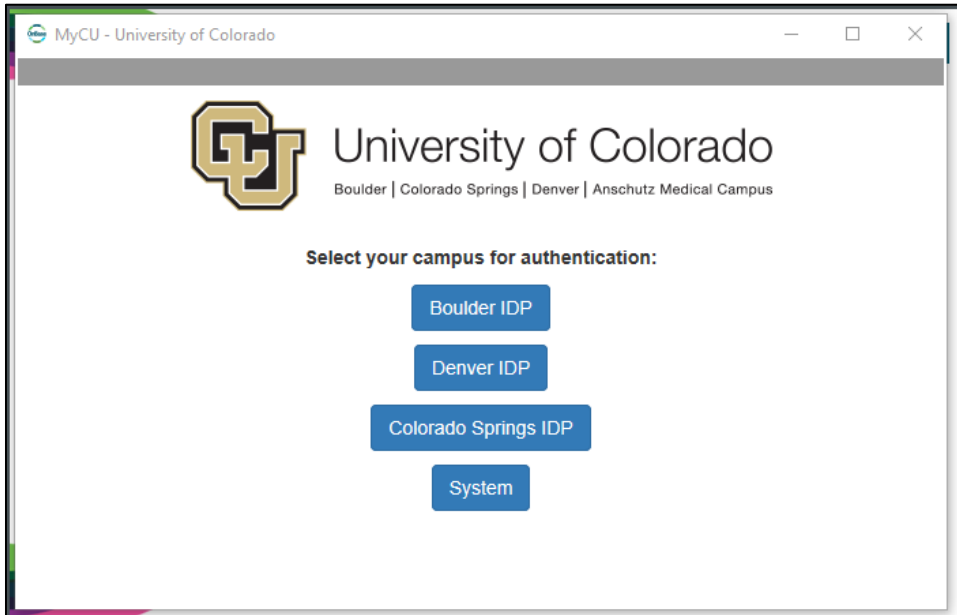 MyCU - University of Colorado
CU
University of Colorado
Boulder | Colorado Springs | Denver | Anschutz Medical Campus
Select your campus for authentication:
Boulder IDP
Denver IDP
Colorado Springs IDP
System